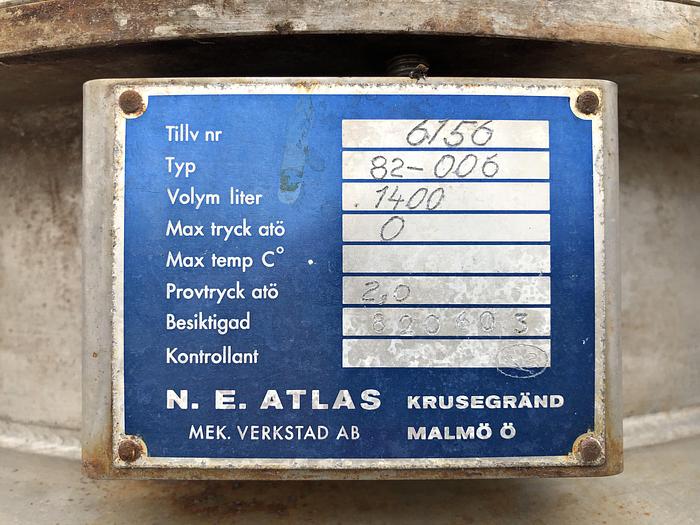 Tillv nr 6156
Typ 82-006
Volym liter 1400
Max tryck atö 0
Max temp C°
Provtryck atö 2,0
Besiktigad 820603
Kontrollant
N. E. ATLAS KRUSEGRÄND
MEK. VERKSTAD AB MALMÖ Ö